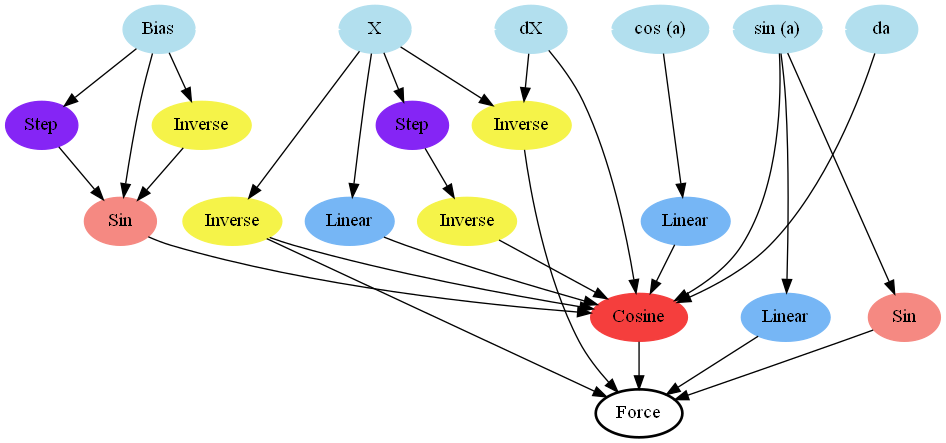 Bias X dX cos (a) sin (a) da
Step Inverse Step Inverse
Sin Inverse Linear Inverse Linear
Cosine Linear Sin
Force